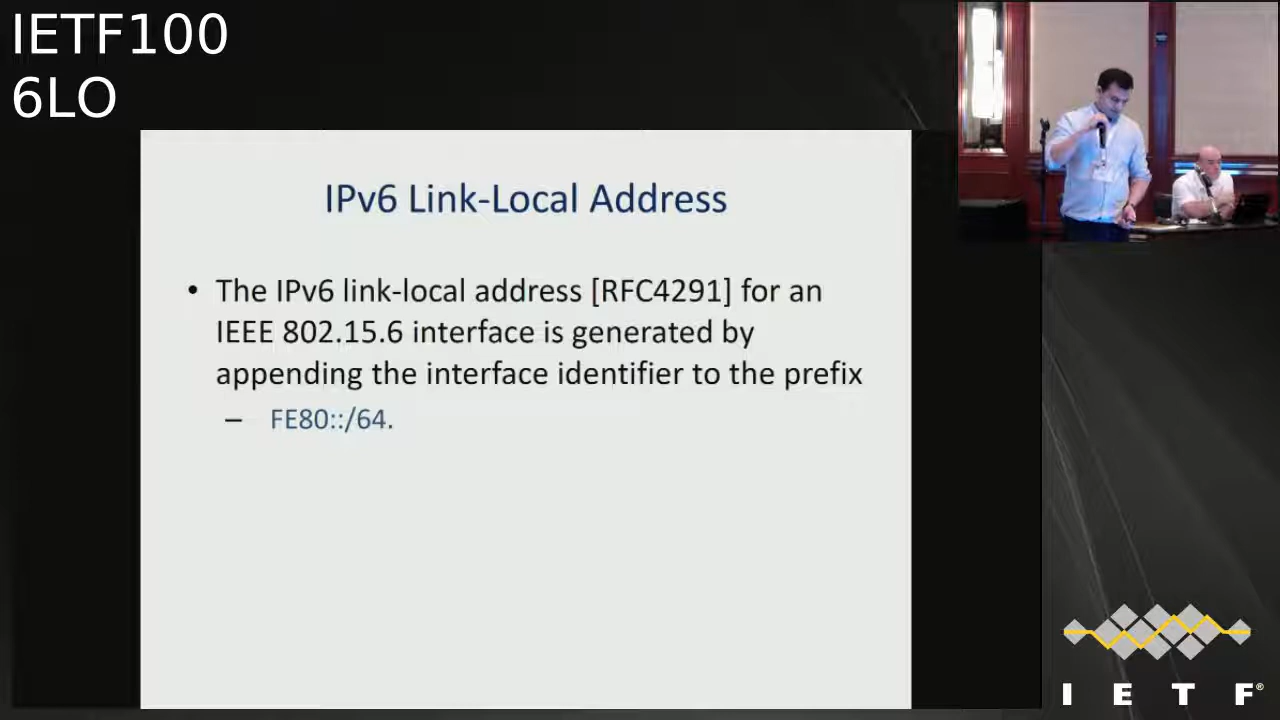 IETF100
6LO
IPv6 Link-Local Address
• The IPv6 link-local address [RFC4291] for an
IEEE 802.15.6 interface is generated by
appending the interface identifier to the prefix
– FE80::/64.
I E T F®